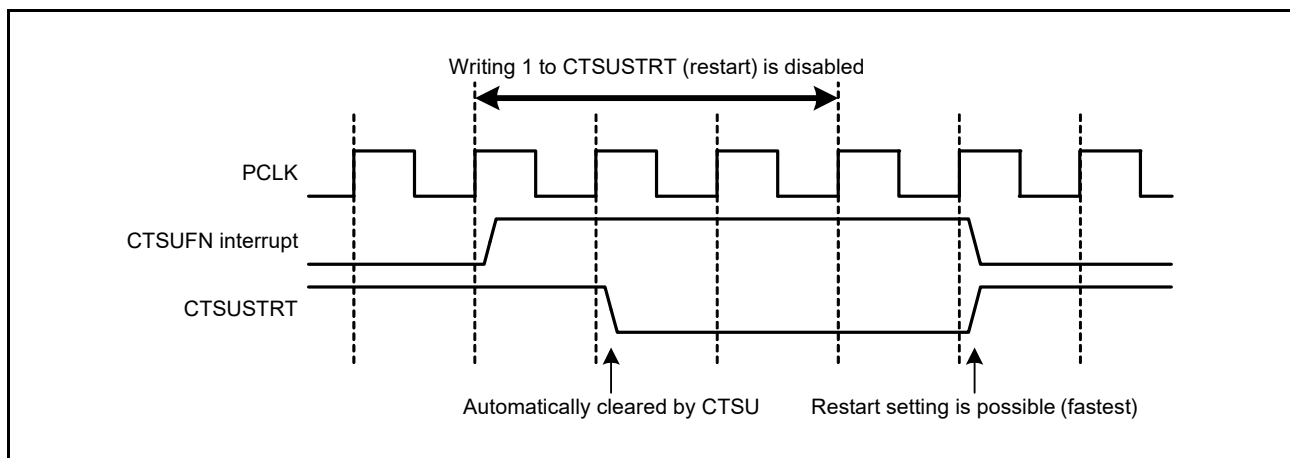 Writing 1 to CTSUSTRT (restart) is disabled
PCLK
CTSUFN interrupt
CTSUSTRT
Automatically cleared by CTSU
Restart setting is possible (fastest)